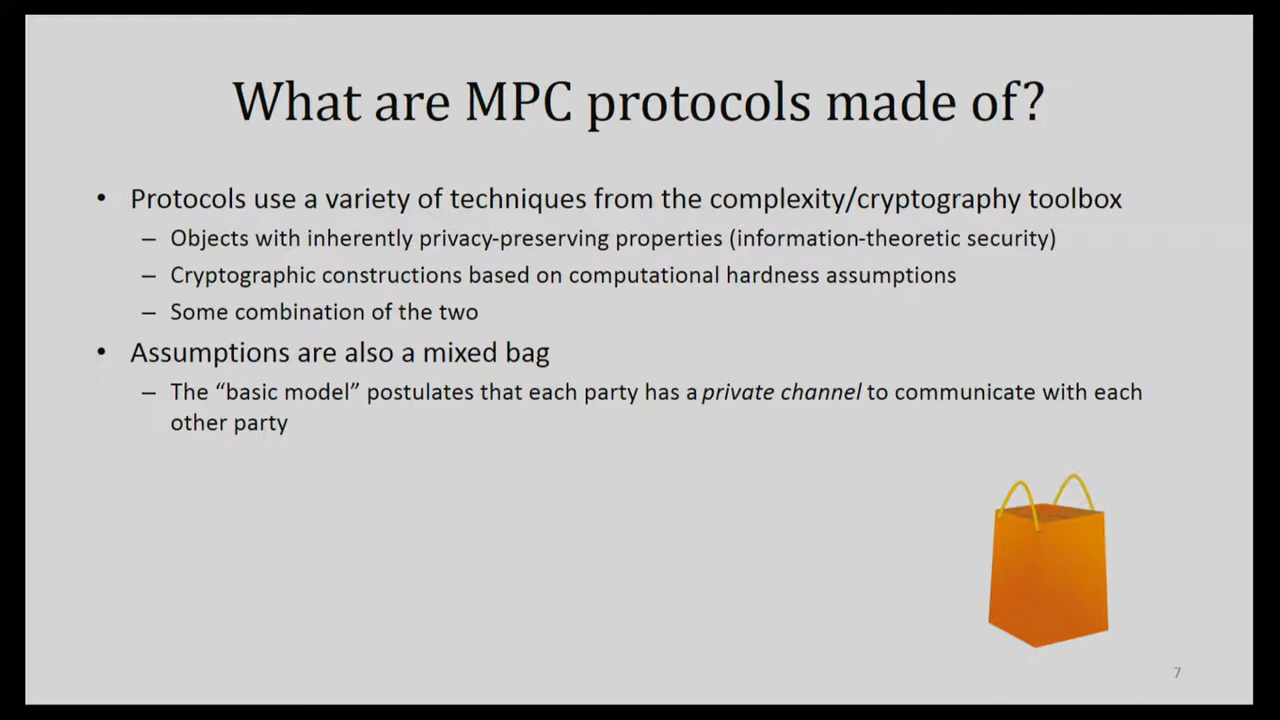 What are MPC protocols made of?
• Protocols use a variety of techniques from the complexity/cryptography toolbox
– Objects with inherently privacy-preserving properties (information-theoretic security)
– Cryptographic constructions based on computational hardness assumptions
– Some combination of the two
• Assumptions are also a mixed bag
– The “basic model” postulates that each party has a private channel to communicate with each
other party
7